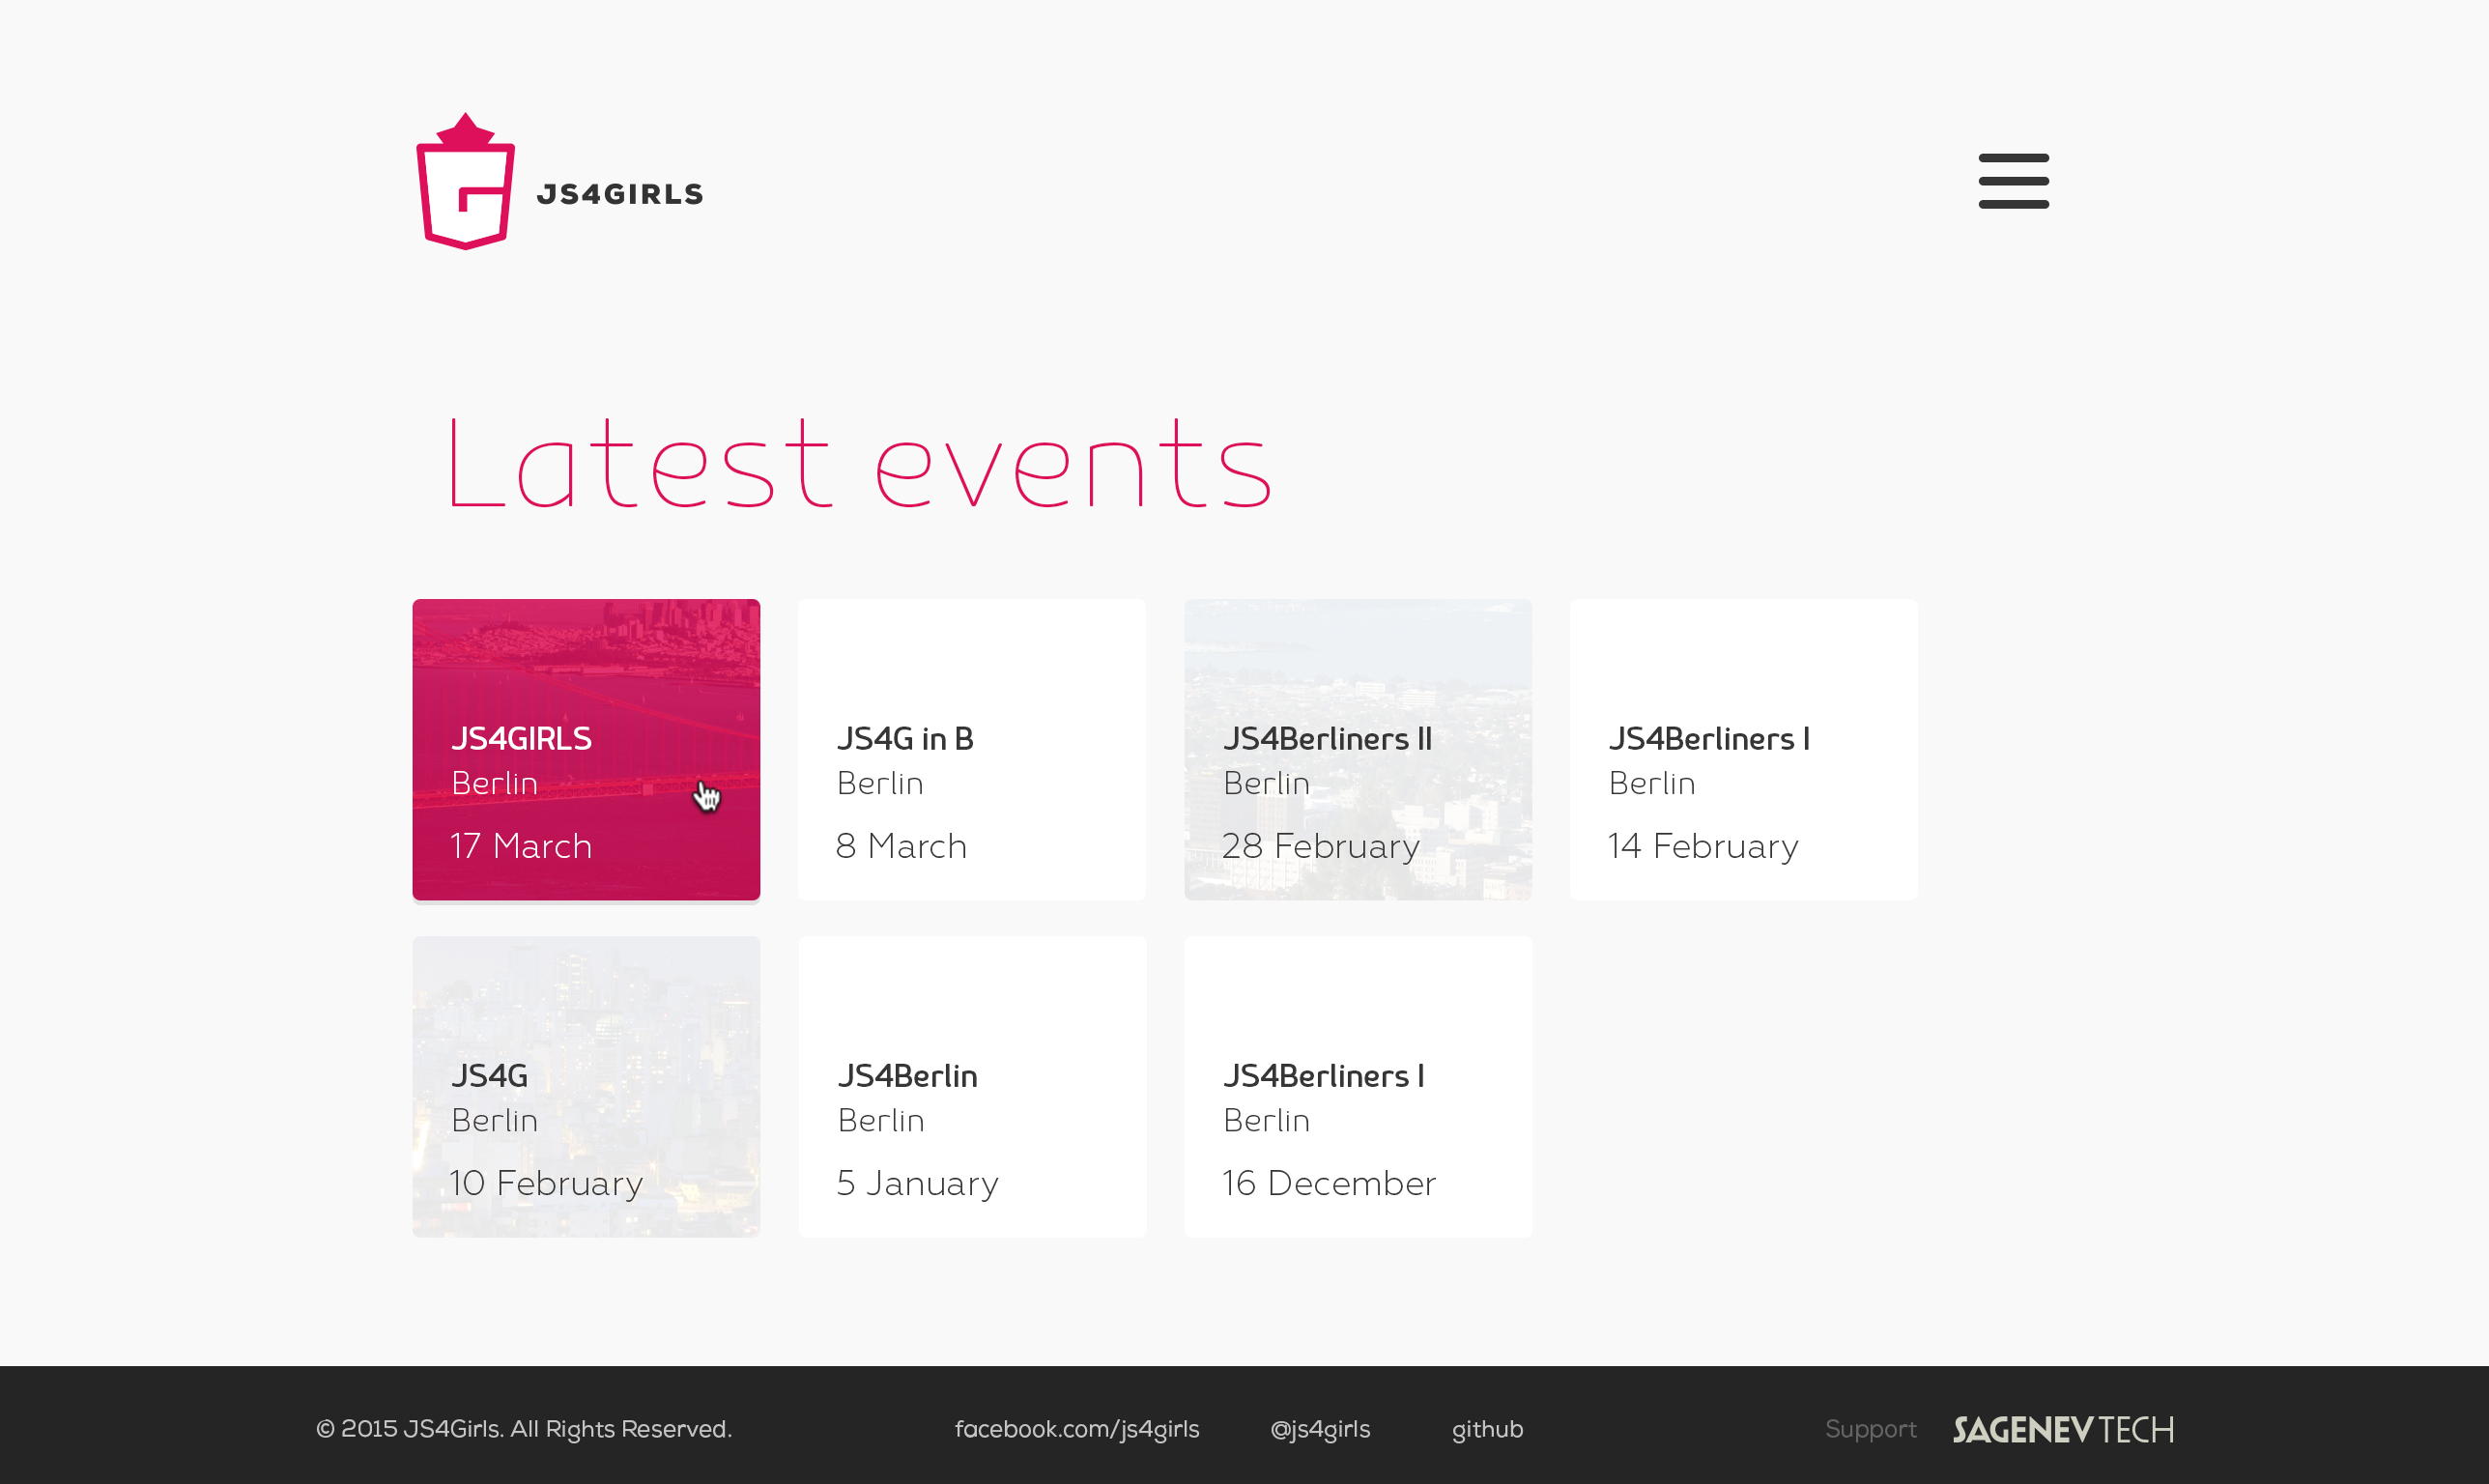 JS4GIRLS
Latest events
JS4GIRLS
Berlin
17 March
JS4G in B
Berlin
8 March
JS4Berliners II
Berlin
28 February
JS4Berliners I
Berlin
14 February
JS4G
Berlin
10 February
JS4Berlin
Berlin
5 January
JS4Berliners I
Berlin
16 December
© 2015 JS4Girls. All Rights Reserved.
facebook.com/js4girls
@js4girls
github
Support
SAGENEVTECH